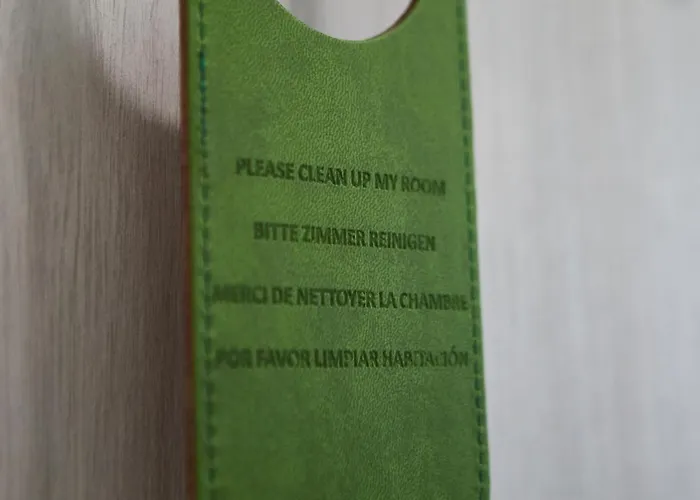 PLEASE CLEAN UP MY ROOM
BITTE ZIMMER REINIGEN
MERCI DE NETTOYER LA CHAMBRE
POR FAVOR LIMPIAR HABITACIÓN